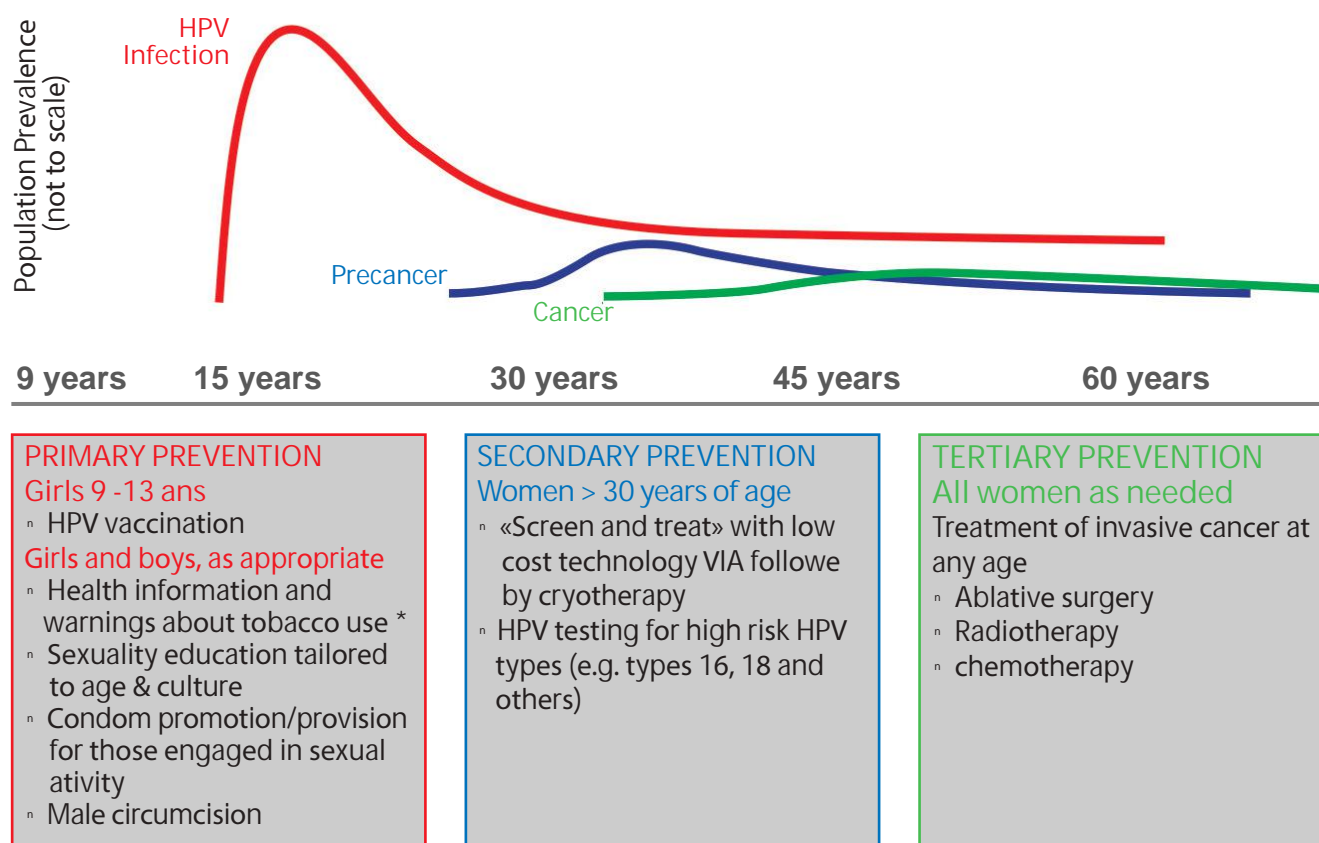 Population Prevalence
(not to scale)
HPV
Infection
Precancer
Cancer
9 years 15 years 30 years 45 years 60 years
PRIMARY PREVENTION
Girls 9 -13 ans
▫ HPV vaccination
Girls and boys, as appropriate
▫ Health information and
warnings about tobacco use *
▫ Sexuality education tailored
to age & culture
▫ Condom promotion/provision
for those engaged in sexual
ativity
▫ Male circumcision
SECONDARY PREVENTION
Women > 30 years of age
▫ «Screen and treat» with low
cost technology VIA followe
by cryotherapy
▫ HPV testing for high risk HPV
types (e.g. types 16, 18 and
others)
TERTIARY PREVENTION
All women as needed
Treatment of invasive cancer at
any age
▫ Ablative surgery
▫ Radiotherapy
▫ chemotherapy